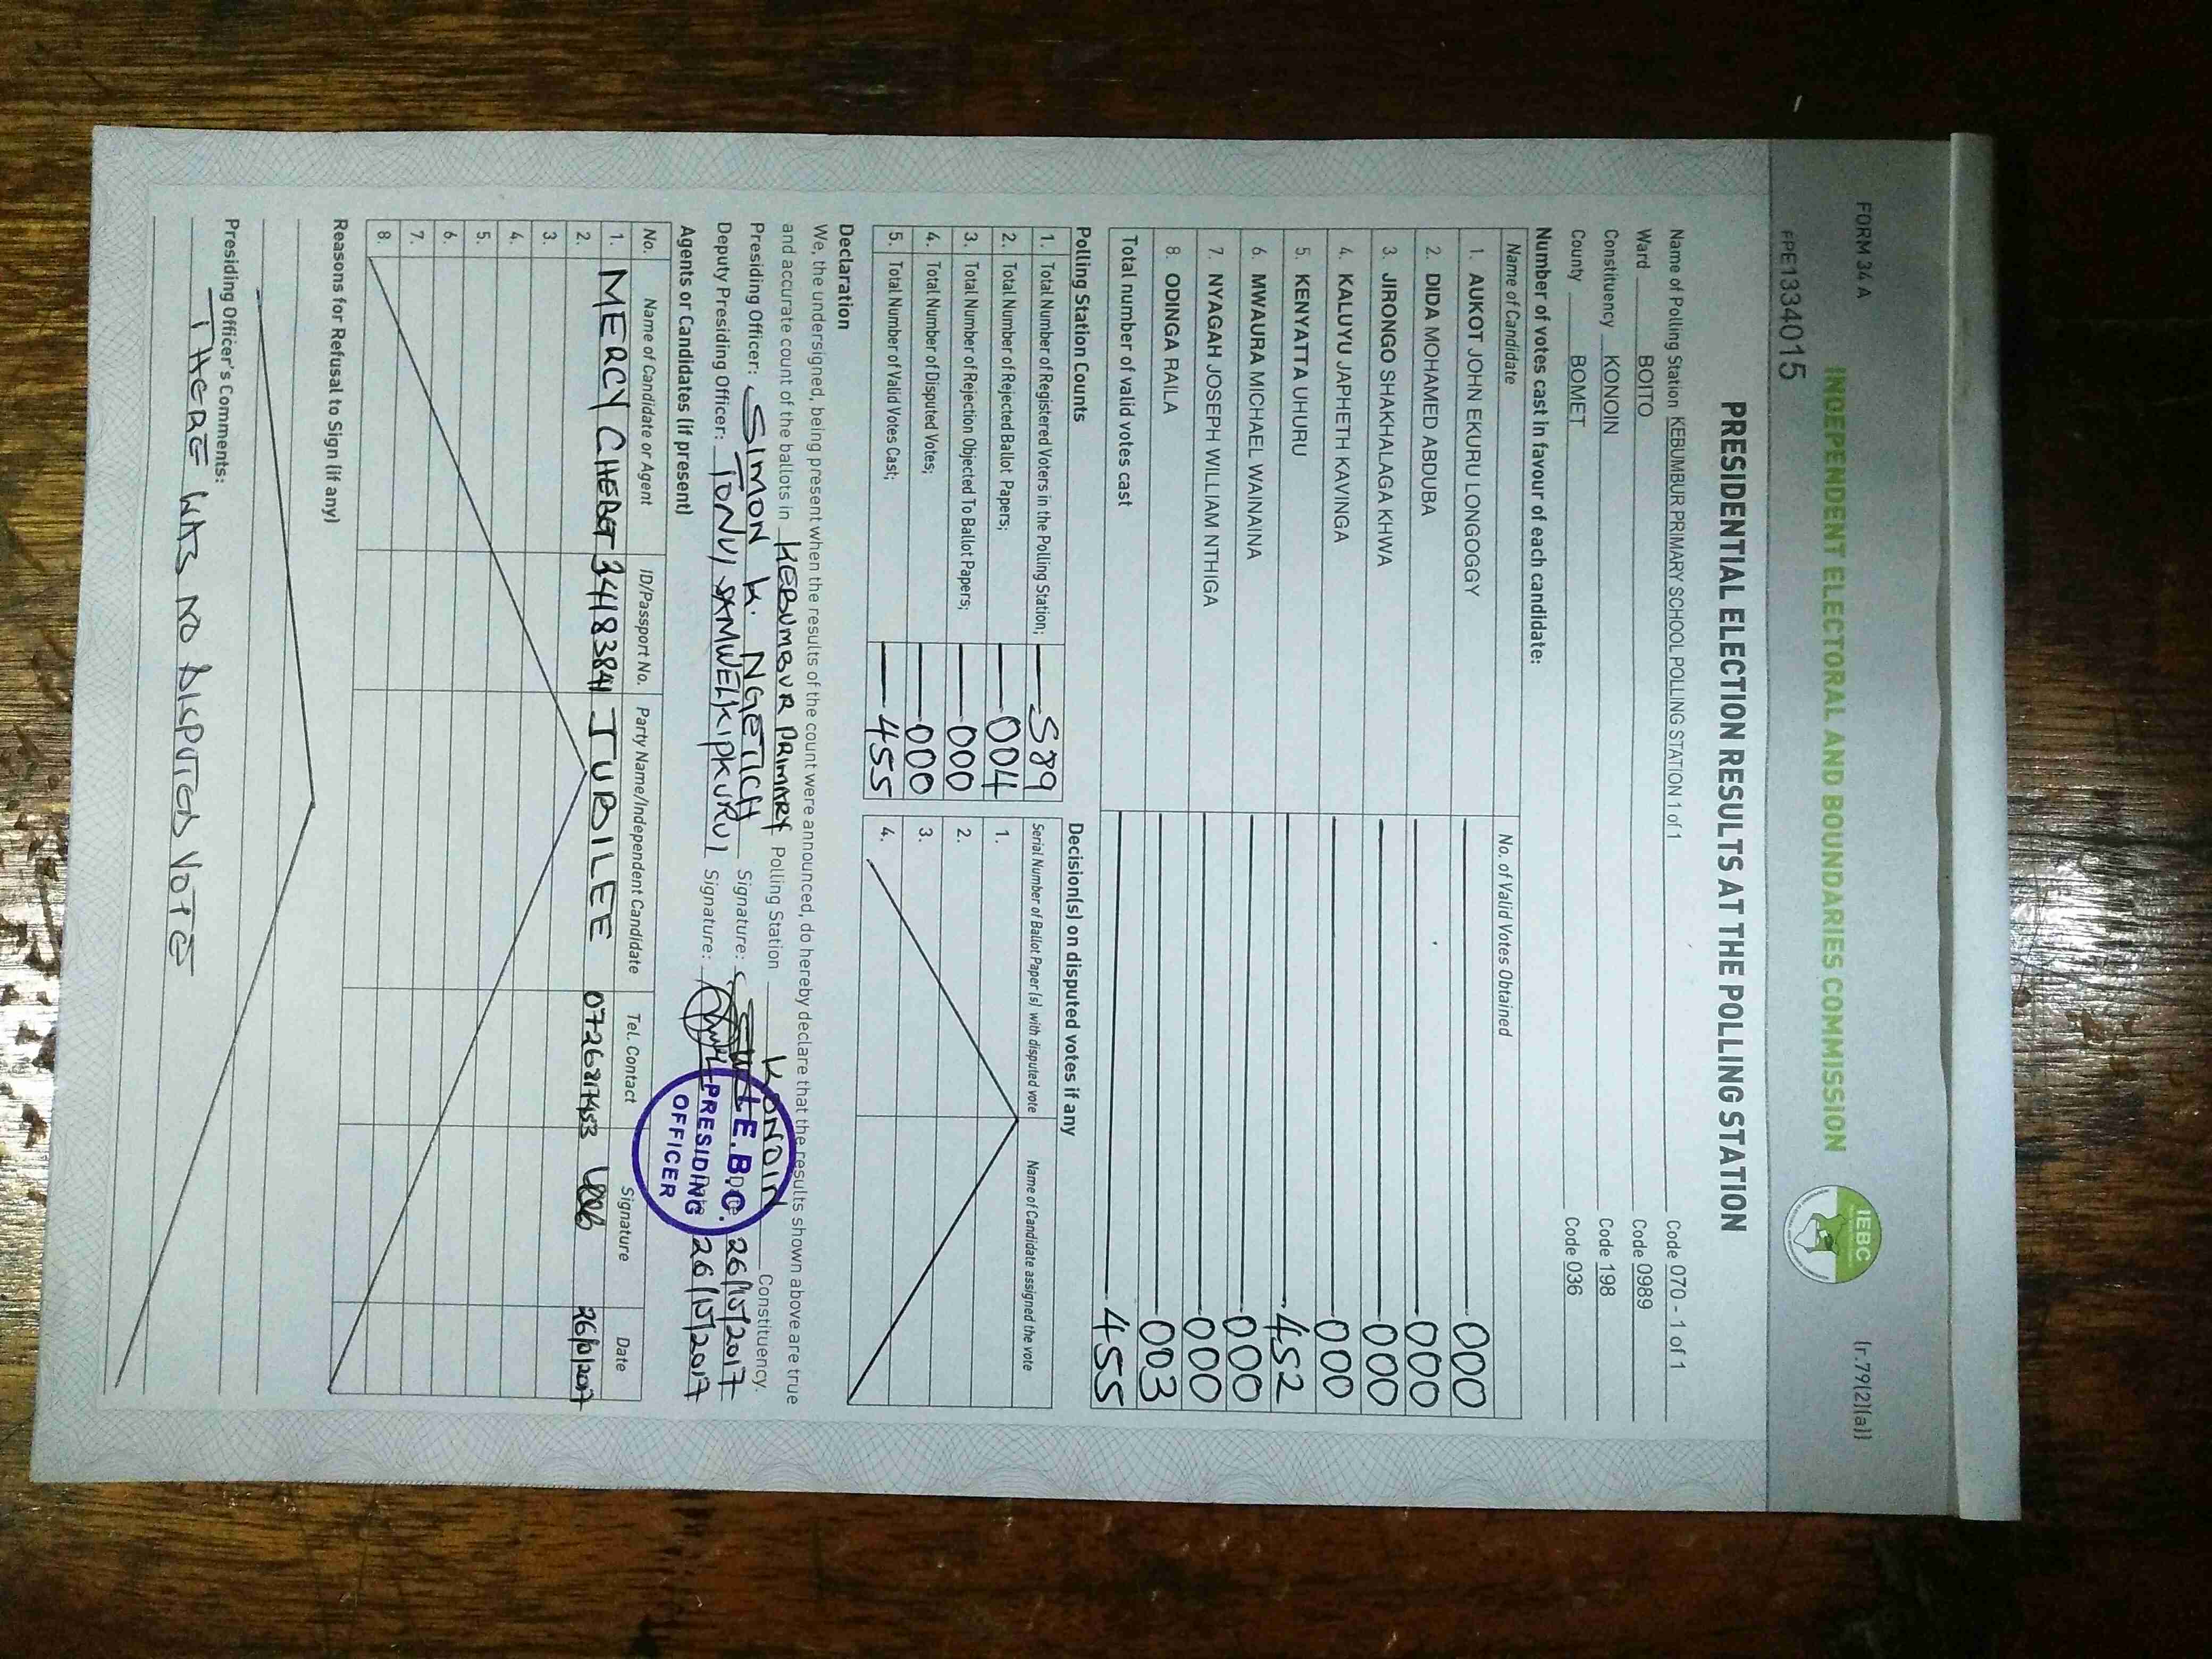 FORM 34 A
(r.79(2)(a))
INDEPENDENT ELECTORAL AND BOUNDARIES COMMISSION
IEBC
PPE1334015
PRESIDENTIAL ELECTION RESULTS AT THE POLLING STATION
Name of Polling Station KEBUMBUR PRIMARY SCHOOL POLLING STATION 1 of 1 Code 070 - 1 of 1
Ward BOITO Code 0989
Constituency KONOIN Code 198
County BOMET Code 036
Number of votes cast in favour of each candidate:
Name of Candidate No. of Valid Votes Obtained
1. AUKOT JOHN EKURU LONGOGGY 000
2. DIDA MOHAMED ABDUBA 000
3. JIRONGO SHAKHALAGA KHWA 000
4. KALUYU JAPHETH KAVINGA 000
5. KENYATTA UHURU 452
6. MWAURA MICHAEL WAINAINA 000
7. NYAGAH JOSEPH WILLIAM NTHIGA 000
8. ODINGA RAILA 003
Total number of valid votes cast 455
Polling Station Counts
1. Total Number of Registered Voters in the Polling Station; 589
2. Total Number of Rejected Ballot Papers; 004
3. Total Number of Rejection Objected To Ballot Papers; 000
4. Total Number of Disputed Votes; 000
5. Total Number of Valid Votes Cast; 455
Decision(s) on disputed votes if any
Serial Number of Ballot Paper (s) with disputed vote Name of Candidate assigned the vote
1.
2.
3.
4.
Declaration
We, the undersigned, being present when the results of the count were announced, do hereby declare that the results shown above are true
and accurate count of the ballots in KEBUMBUR PRIMARY Polling Station KONOIN Constituency.
Presiding Officer: SIMON K. NGETICH Signature: 26/10/2017
Deputy Presiding Officer: TONUI SAMWEL KIPKURUI Signature: 26/10/2017
I.E.B.C.
PRESIDING
OFFICER
Agents or Candidates (if present)
No. Name of Candidate or Agent ID/Passport No. Party Name/Independent Candidate Tel. Contact Signature Date
1. MERCY CHEBET 34183841 JUBILEE 26/10/2017
2.
3.
4.
5.
6.
7.
8.
Reasons for Refusal to Sign (if any)
Presiding Officer's Comments:
THERE WAS NO DISPUTED VOTE